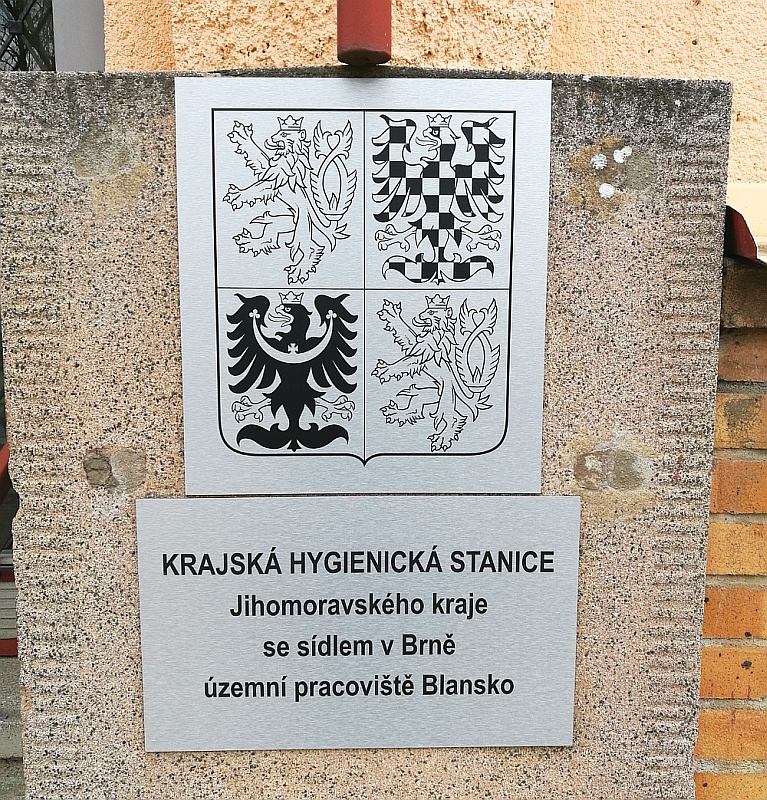 KRAJSKÁ HYGIENICKÁ STANICE
Jihomoravského kraje
se sídlem v Brně
územní pracoviště Blansko